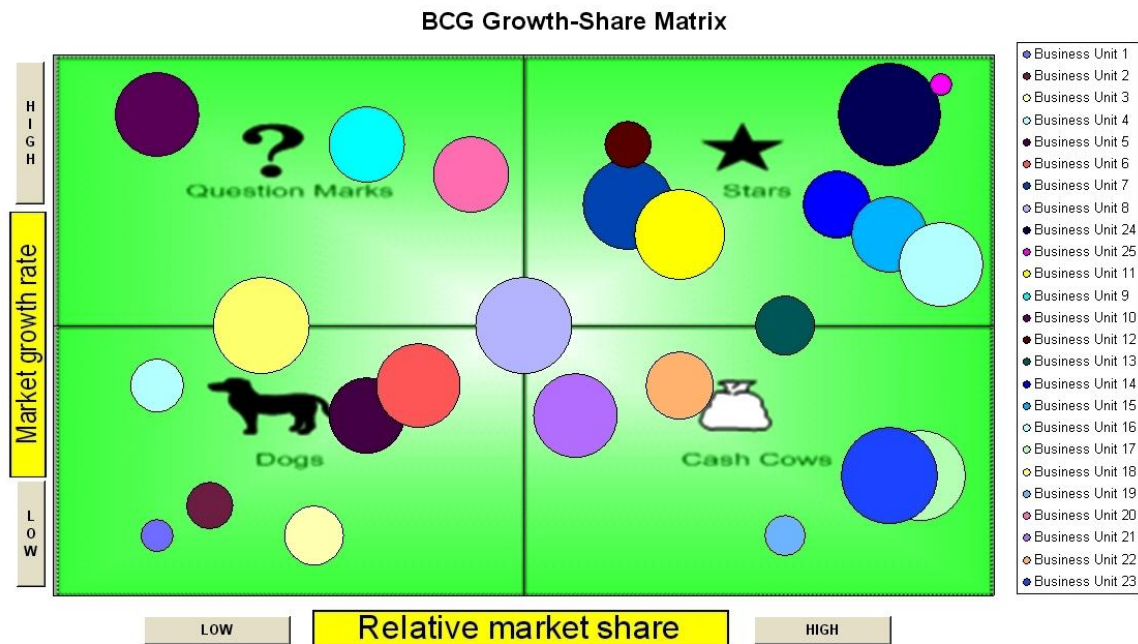 BCG Growth-Share Matrix
HIGH
Market growth rate
LOW
Question Marks
Stars
Dogs
Cash Cows
LOW
Relative market share
HIGH
Business Unit 1
Business Unit 2
Business Unit 3
Business Unit 4
Business Unit 5
Business Unit 6
Business Unit 7
Business Unit 8
Business Unit 24
Business Unit 25
Business Unit 11
Business Unit 9
Business Unit 10
Business Unit 12
Business Unit 13
Business Unit 14
Business Unit 15
Business Unit 16
Business Unit 17
Business Unit 18
Business Unit 19
Business Unit 20
Business Unit 21
Business Unit 22
Business Unit 23